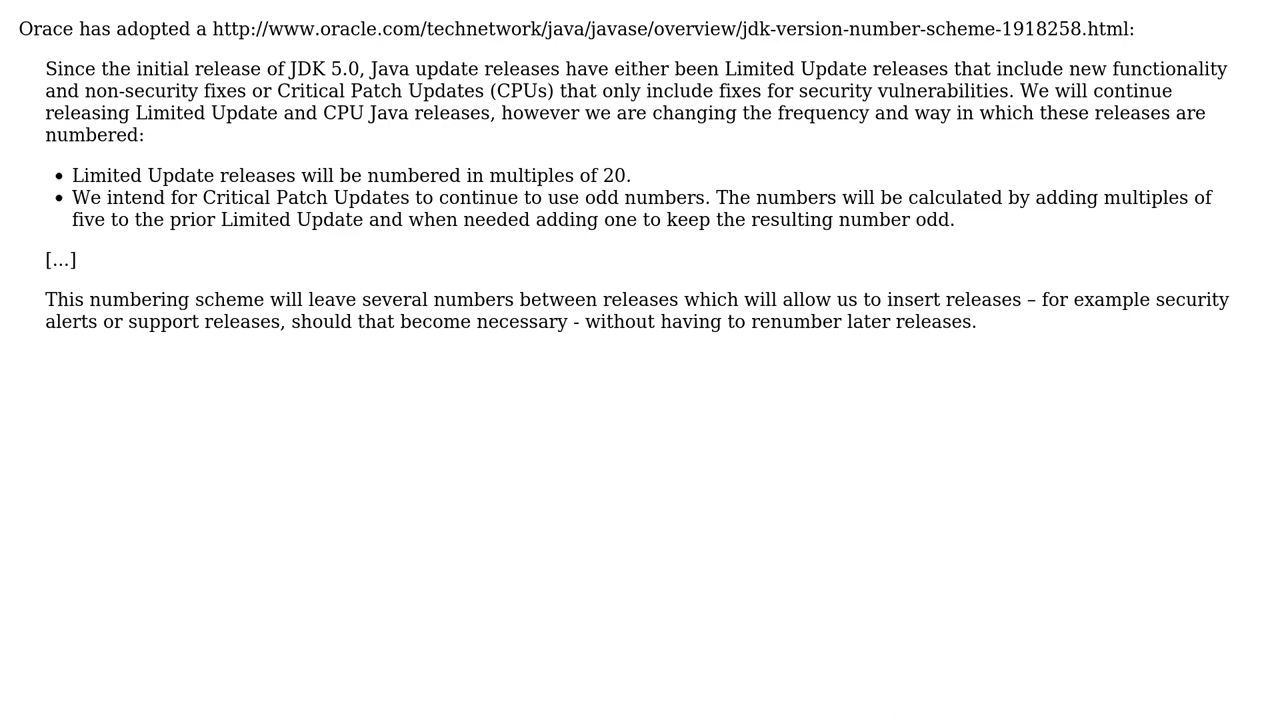 Orace has adopted a http://www.oracle.com/technetwork/java/javase/overview/jdk-version-number-scheme-1918258.html:
Since the initial release of JDK 5.0, Java update releases have either been Limited Update releases that include new functionality
and non-security fixes or Critical Patch Updates (CPUs) that only include fixes for security vulnerabilities. We will continue
releasing Limited Update and CPU Java releases, however we are changing the frequency and way in which these releases are
numbered:
• Limited Update releases will be numbered in multiples of 20.
• We intend for Critical Patch Updates to continue to use odd numbers. The numbers will be calculated by adding multiples of
five to the prior Limited Update and when needed adding one to keep the resulting number odd.
[...]
This numbering scheme will leave several numbers between releases which will allow us to insert releases – for example security
alerts or support releases, should that become necessary - without having to renumber later releases.